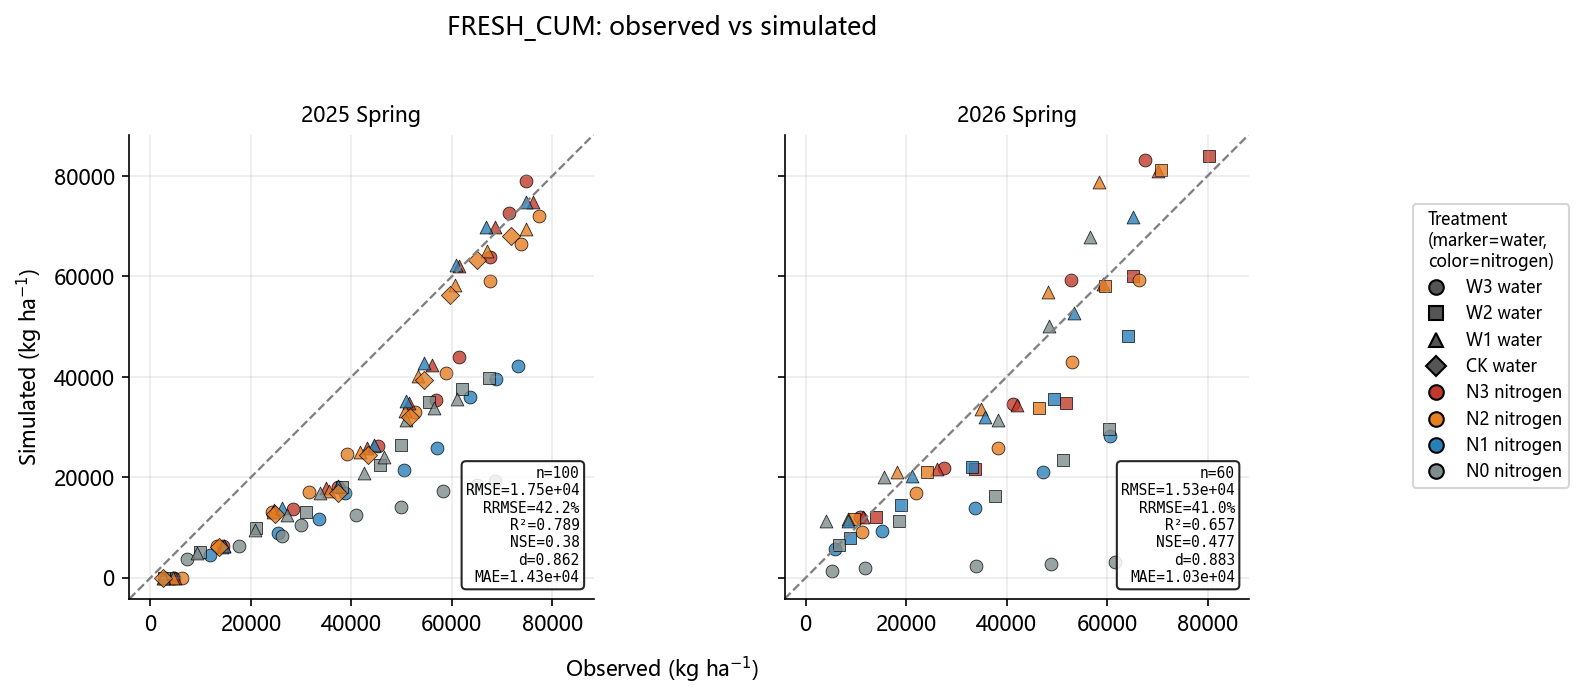 FRESH_CUM: observed vs simulated
2025 Spring
2026 Spring
Simulated (kg ha⁻¹)
80000
60000
40000
20000
0
0 20000 40000 60000 80000
0 20000 40000 60000 80000
Observed (kg ha⁻¹)
n=100
RMSE=1.75e+04
RRMSE=42.2%
R²=0.789
NSE=0.38
d=0.862
MAE=1.43e+04
n=60
RMSE=1.53e+04
RRMSE=41.0%
R²=0.657
NSE=0.477
d=0.883
MAE=1.03e+04
Treatment
(marker=water,
color=nitrogen)
W3 water
W2 water
W1 water
CK water
N3 nitrogen
N2 nitrogen
N1 nitrogen
N0 nitrogen